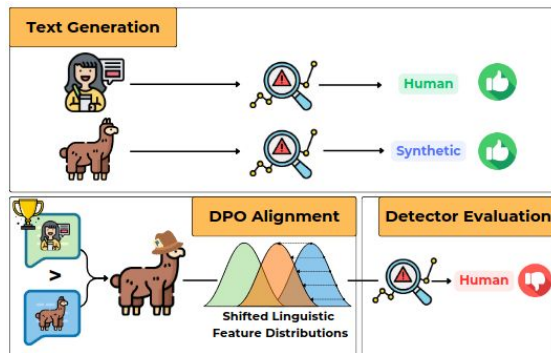 Text Generation
Human
Synthetic
DPO Alignment
>
Shifted Linguistic
Feature Distributions
Detector Evaluation
Human